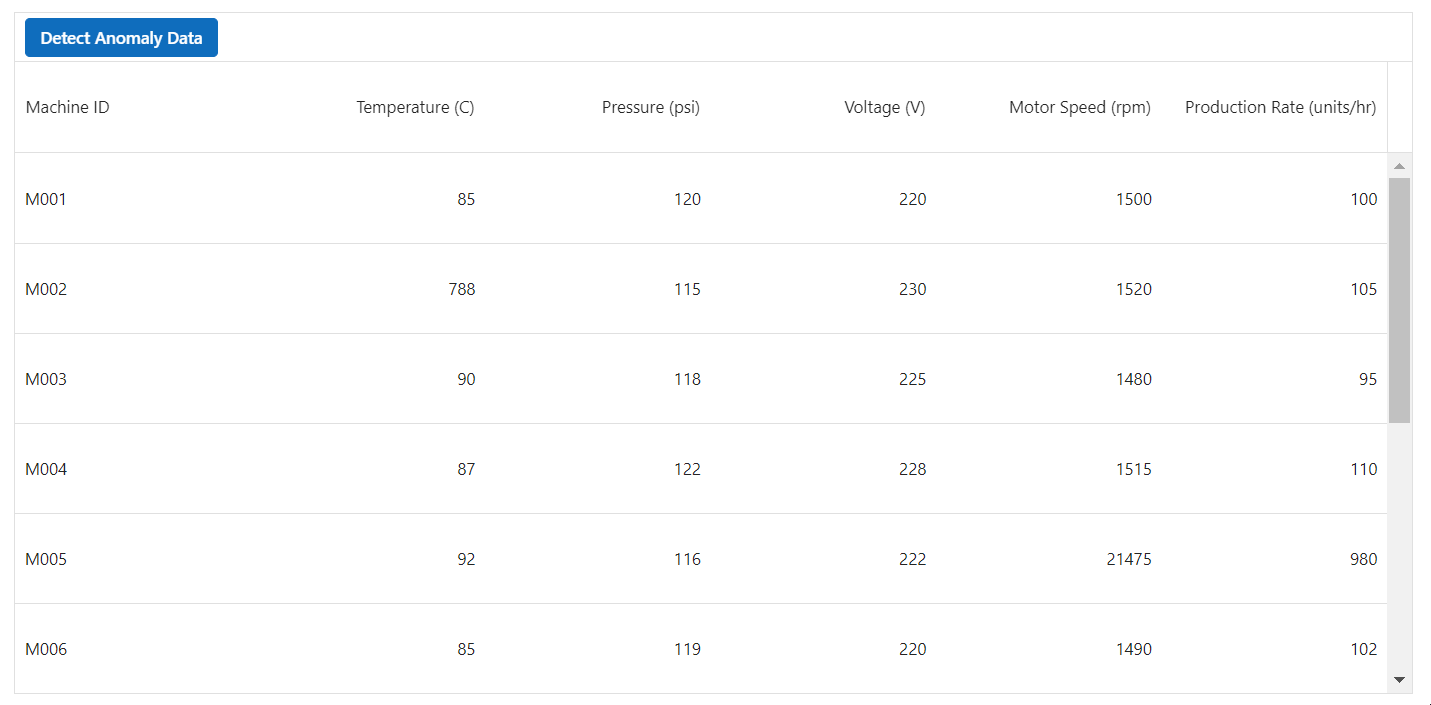 Detect Anomaly Data
Machine ID Temperature (C) Pressure (psi) Voltage (V) Motor Speed (rpm) Production Rate (units/hr)
M001 85 120 220 1500 100
M002 788 115 230 1520 105
M003 90 118 225 1480 95
M004 87 122 228 1515 110
M005 92 116 222 21475 980
M006 85 119 220 1490 102